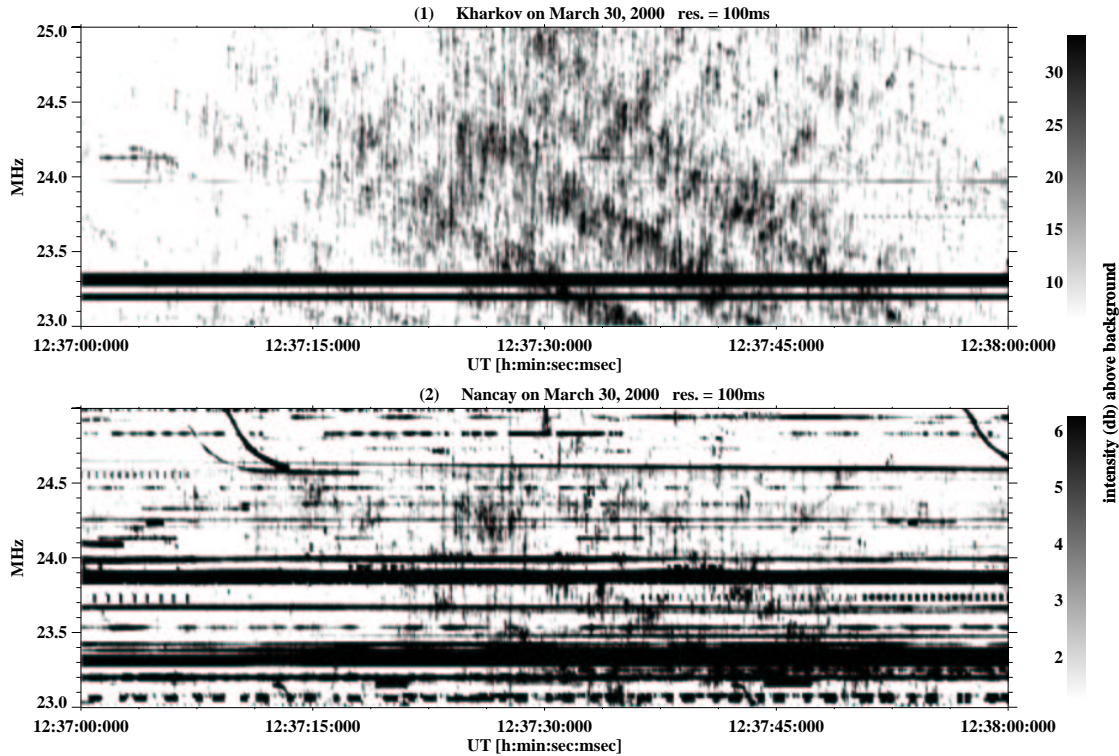 (1) Kharkov on March 30, 2000 res. = 100ms
25.0
24.5
24.0
23.5
23.0
MHz
12:37:00:000 12:37:15:000 12:37:30:000 12:37:45:000 12:38:00:000
UT [h:min:sec:msec]
30
25
20
15
10
intensity (db) above background
(2) Nancay on March 30, 2000 res. = 100ms
24.5
24.0
23.5
23.0
MHz
12:37:00:000 12:37:15:000 12:37:30:000 12:37:45:000 12:38:00:000
UT [h:min:sec:msec]
6
5
4
3
2